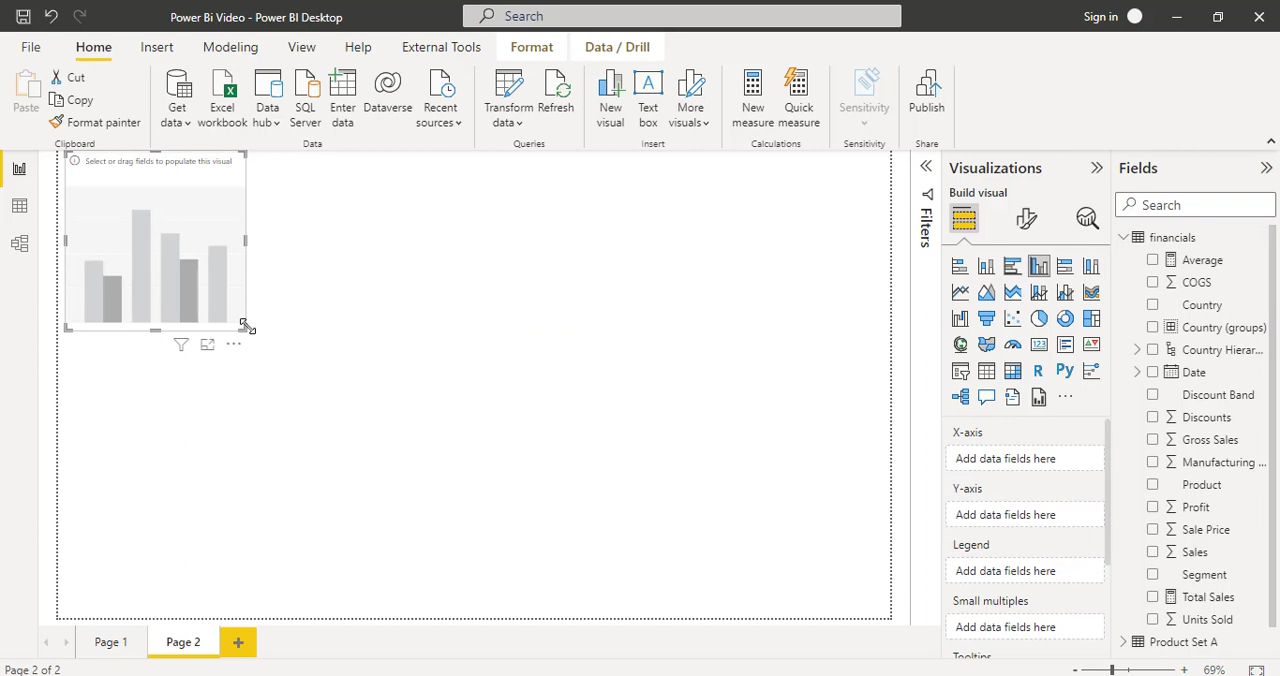 Power Bi Video - Power BI Desktop
Search
Sign in
File
Home
Insert
Modeling
View
Help
External Tools
Format
Data / Drill
Paste
Cut
Copy
Format painter
Clipboard
Get data
Excel workbook
Data hub
SQL Server
Enter data
Dataverse
Recent sources
Data
Transform data
Refresh
Queries
New visual
Text box
More visuals
Insert
New measure
Quick measure
Calculations
Sensitivity
Sensitivity
Publish
Share
Select or drag fields to populate this visual
Filters
Visualizations
Build visual
123
R
Py
X-axis
Add data fields here
Y-axis
Add data fields here
Legend
Add data fields here
Small multiples
Add data fields here
Tooltips
Fields
Search
financials
Average
COGS
Country
Country (groups)
Country Hierar...
Date
Discount Band
Discounts
Gross Sales
Manufacturing ...
Product
Profit
Sale Price
Sales
Segment
Total Sales
Units Sold
Product Set A
Page 1
Page 2
Page 2 of 2
69%